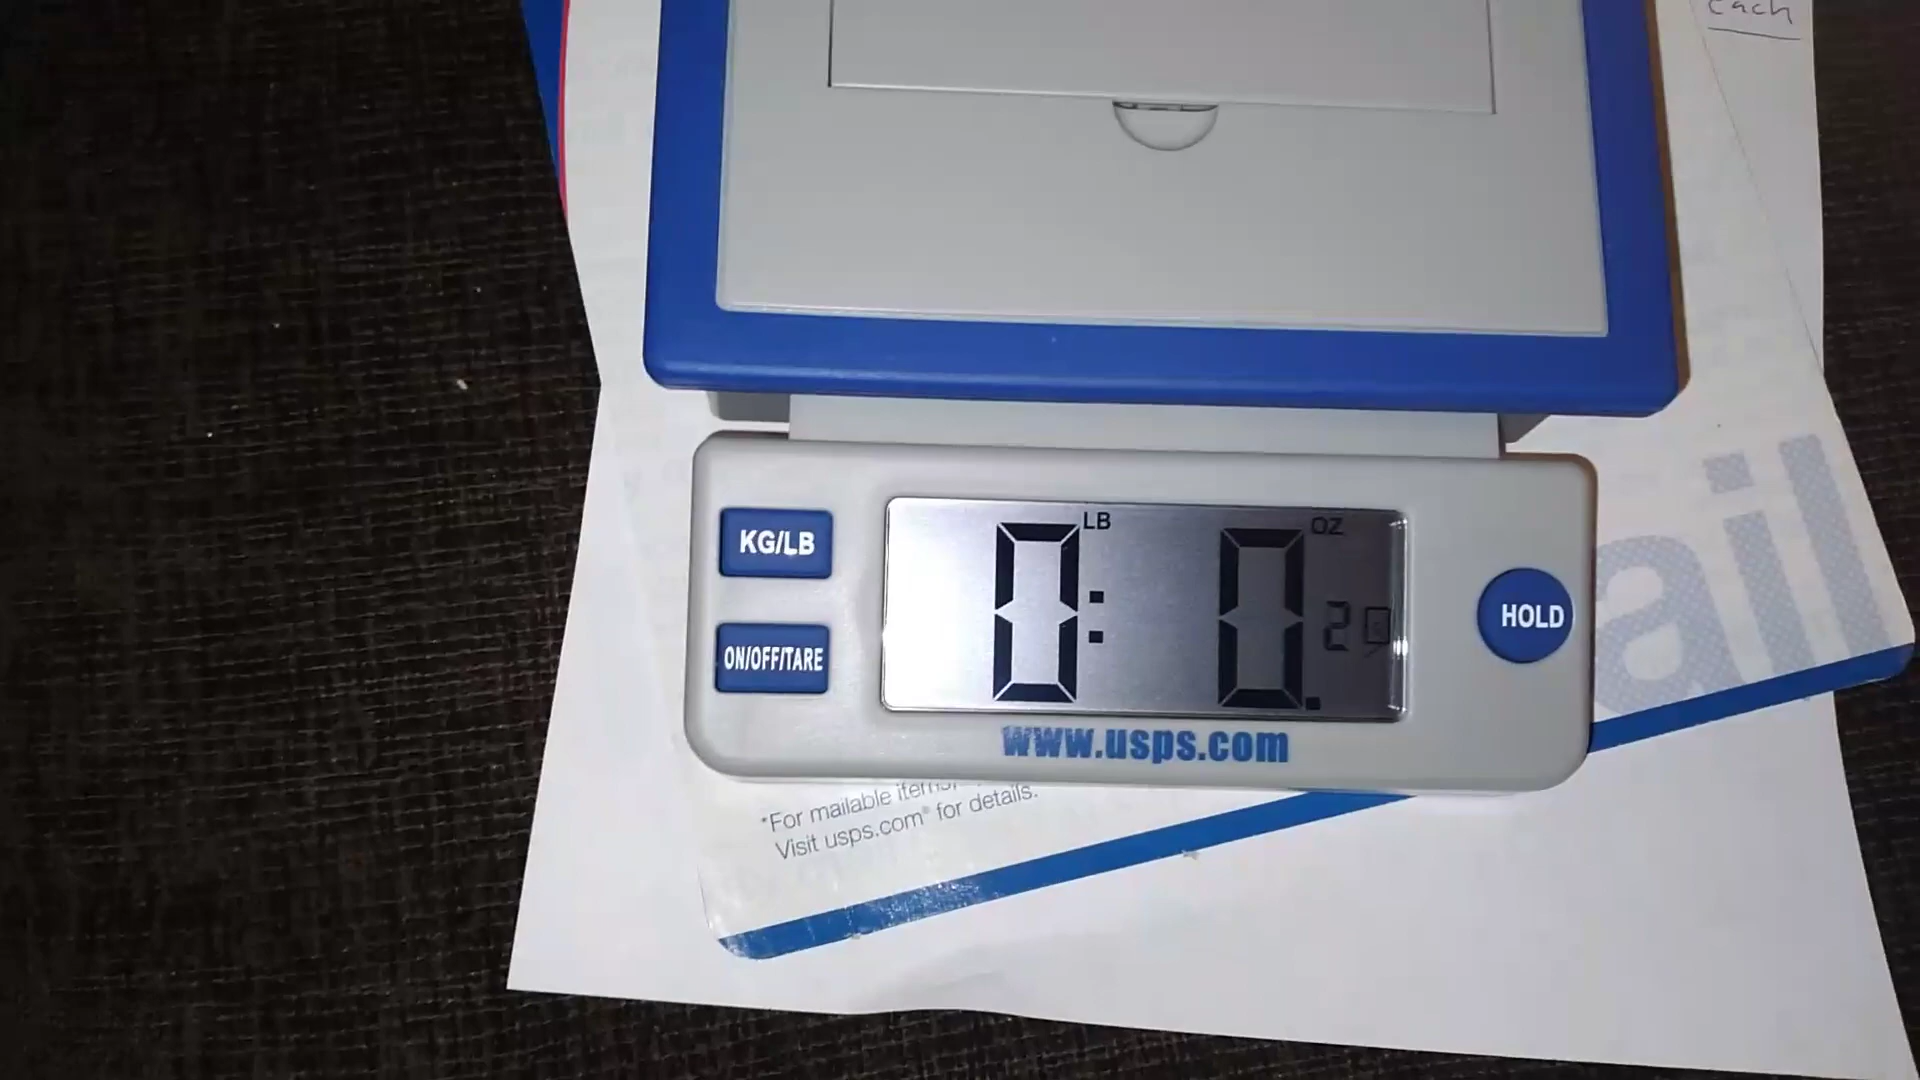 each
KG/LB
LB
OZ
0: 0.2
ON/OFF/TARE
HOLD
www.usps.com
ail
*For mailable items,
Visit usps.com® for details.